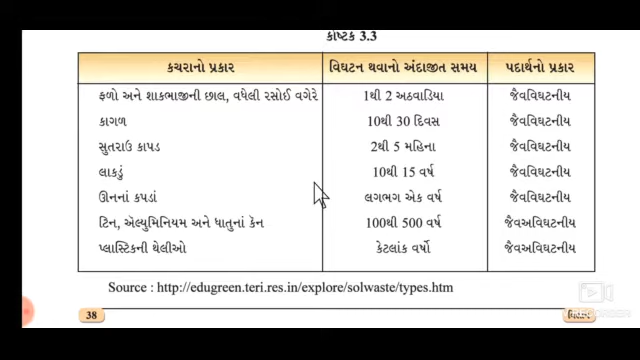 કોષ્ટક 3.3
કચરાનો પ્રકાર વિઘટન થવાનો અંદાજીત સમય પદાર્થનો પ્રકાર
ફળો અને શાકભાજીની છાલ, વધેલી રસોઈ વગેરે 1થી 2 અઠવાડિયા જૈવવિઘટનીય
કાગળ 10થી 30 દિવસ જૈવવિઘટનીય
સુતરાઉ કાપડ 2થી 5 મહિના જૈવવિઘટનીય
લાકડું 10થી 15 વર્ષ જૈવવિઘટનીય
ઊનનાં કપડાં લગભગ એક વર્ષ જૈવવિઘટનીય
ટિન, એલ્યુમિનિયમ અને ધાતુનાં કૅન 100થી 500 વર્ષ જૈવઅવિઘટનીય
પ્લાસ્ટિકની થેલીઓ કેટલાંક વર્ષો જૈવઅવિઘટનીય
Source : http://edugreen.teri.res.in/explore/solwaste/types.htm
38 વિજ્ઞાન
RECORDER